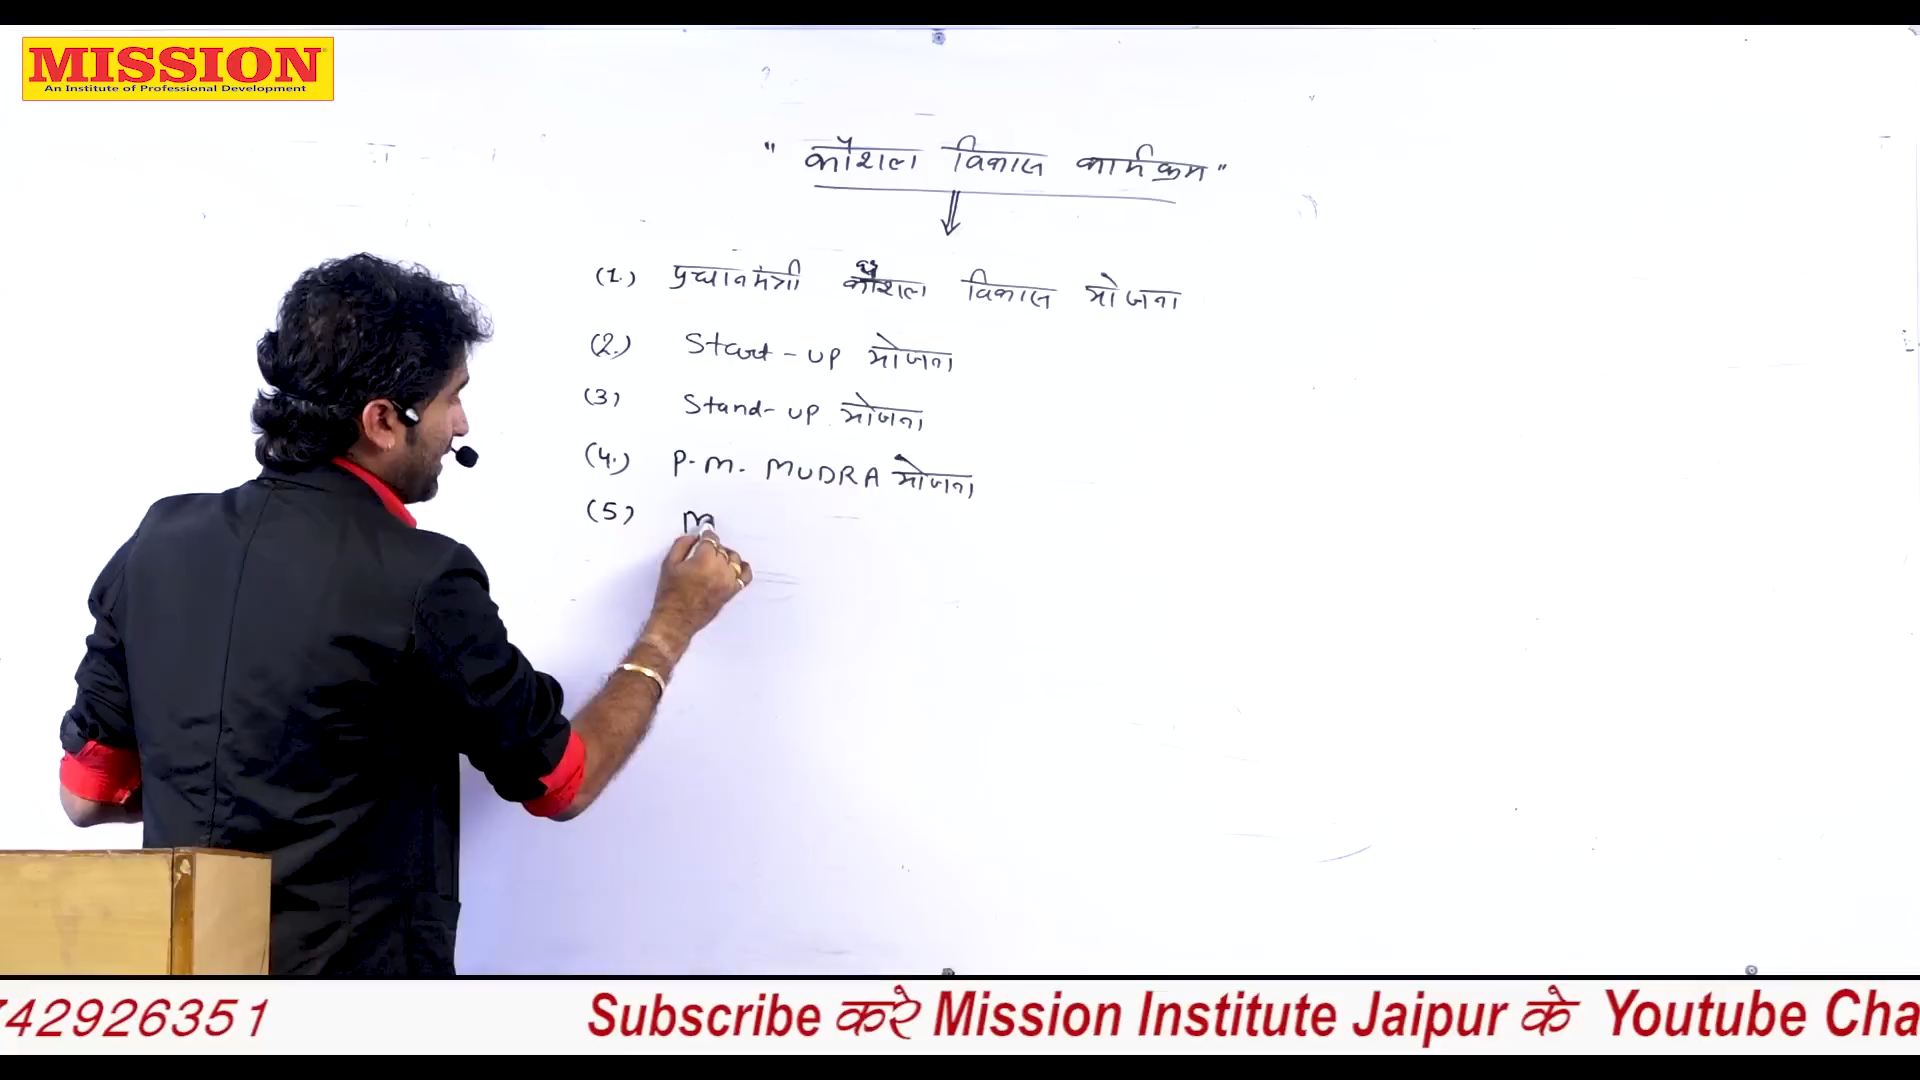 MISSION
An Institute of Professional Development
" कौशल विकास कार्यक्रम "
(1.) प्रधानमंत्री कौशल विकास योजना
(2.) Start-up योजना
(3) Stand-up योजना
(4.) P.M. MUDRA योजना
(5) M
742926351 Subscribe करे Mission Institute Jaipur के Youtube Cha